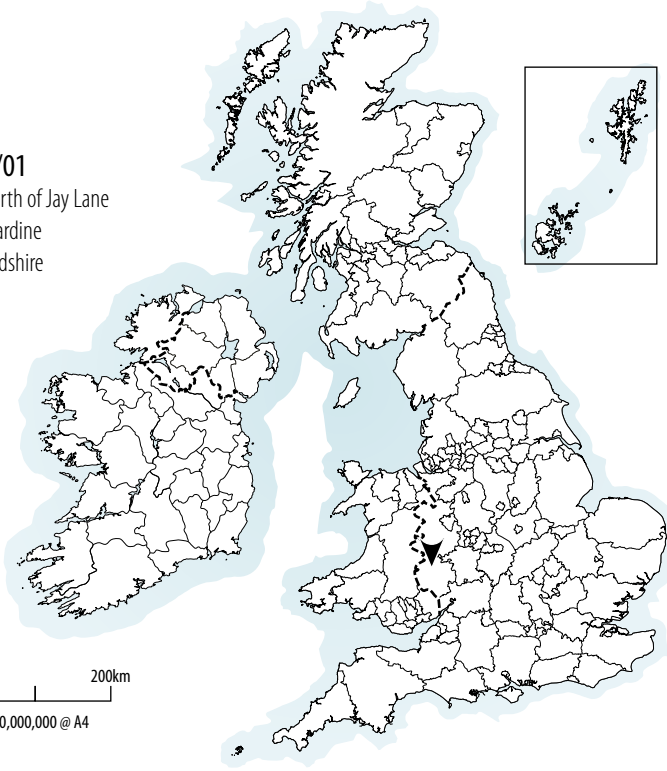 /01
rth of Jay Lane
ardine
dshire
200km
0,000,000 @ A4